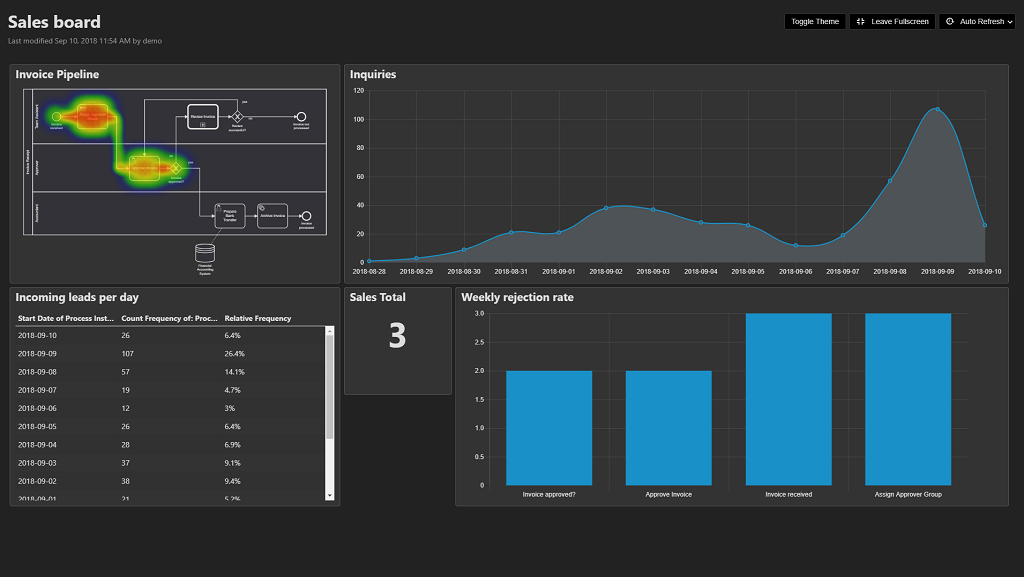 Sales board
Toggle Theme
Leave Fullscreen
Auto Refresh
Last modified Sep 10, 2018 11:54 AM by demo
Invoice Pipeline
Team Assistant
Invoice received
Review Invoice
Review successful?
yes
no
Invoice not processed
Invoice Receipt
Approver
Invoice approved?
no
yes
Accountant
Prepare Bank Transfer
Archive Invoice
Invoice processed
Financial Accounting System
Inquiries
120
100
80
60
40
20
0
2018-08-28 2018-08-29 2018-08-30 2018-08-31 2018-09-01 2018-09-02 2018-09-03 2018-09-04 2018-09-05 2018-09-06 2018-09-07 2018-09-08 2018-09-09 2018-09-10
Incoming leads per day
Start Date of Process Inst... Count Frequency of: Proc... Relative Frequency
2018-09-10 26 6.4%
2018-09-09 107 26.4%
2018-09-08 57 14.1%
2018-09-07 19 4.7%
2018-09-06 12 3%
2018-09-05 26 6.4%
2018-09-04 28 6.9%
2018-09-03 37 9.1%
2018-09-02 38 9.4%
2018-09-01 21 5.2%
Sales Total
3
Weekly rejection rate
3.0
2.5
2.0
1.5
1.0
0.5
0
Invoice approved? Approve Invoice Invoice received Assign Approver Group